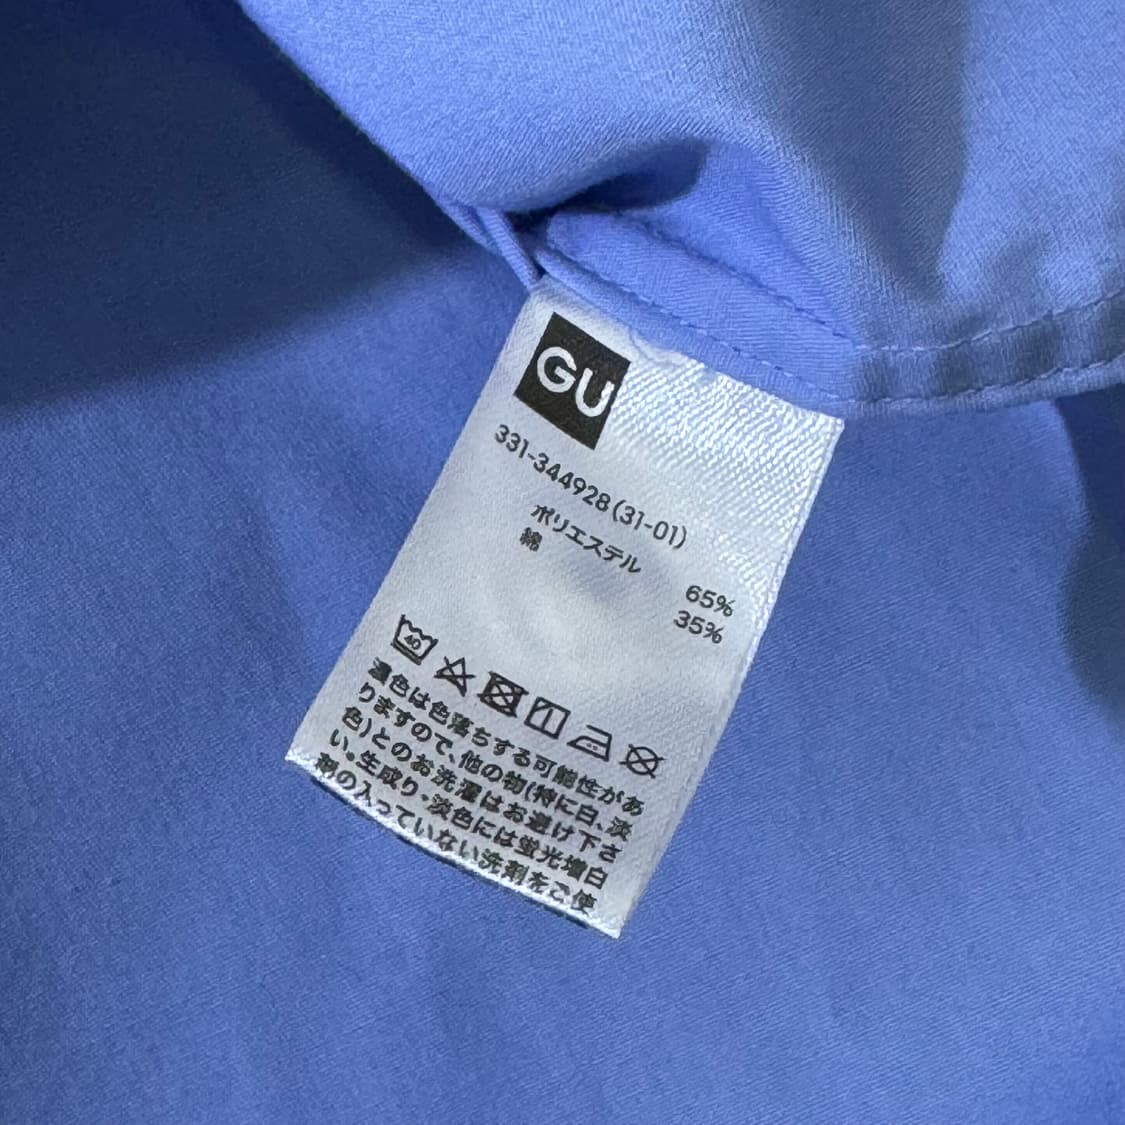 GU
331-344928 (31-01)
ポリエステル 65%
綿 35%
40
濃色は色落ちする可能性があ
りますので、他の物(特に白、淡
色)とのお洗濯はお避け下さ
い。生成り・淡色には蛍光増白
剤の入っていない洗剤をご使